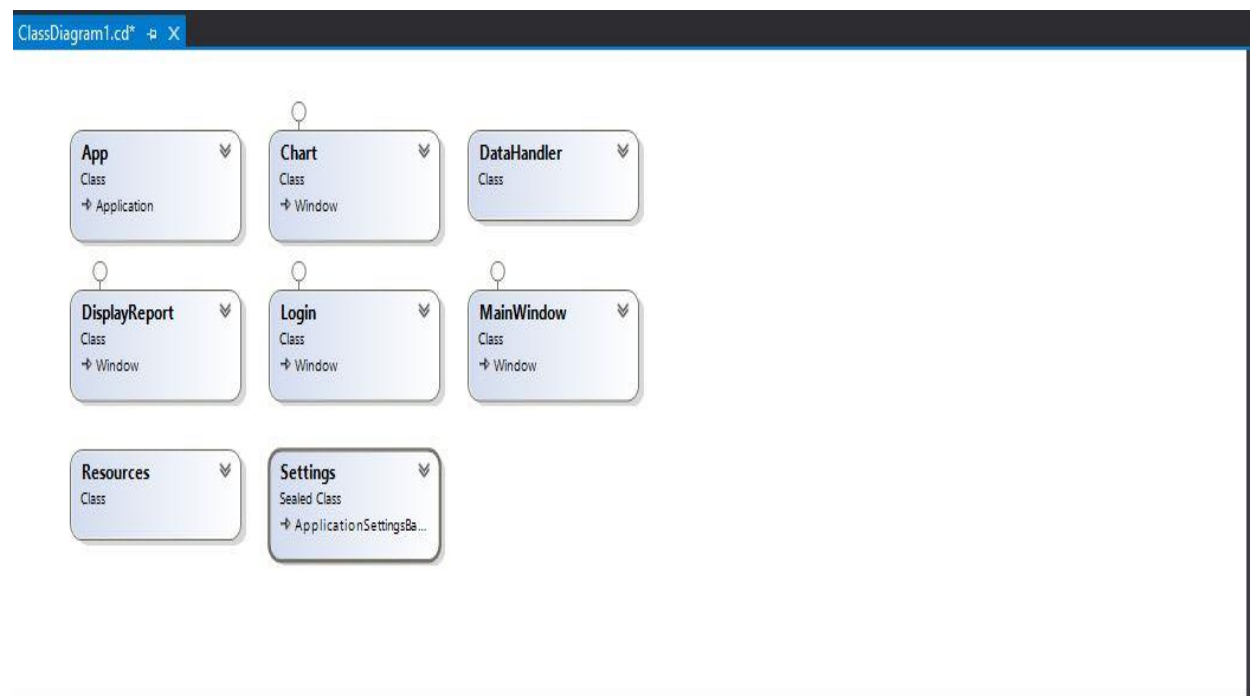 ClassDiagram1.cd*
App
Class
Application
Chart
Class
Window
DataHandler
Class
DisplayReport
Class
Window
Login
Class
Window
MainWindow
Class
Window
Resources
Class
Settings
Sealed Class
ApplicationSettingsBa...